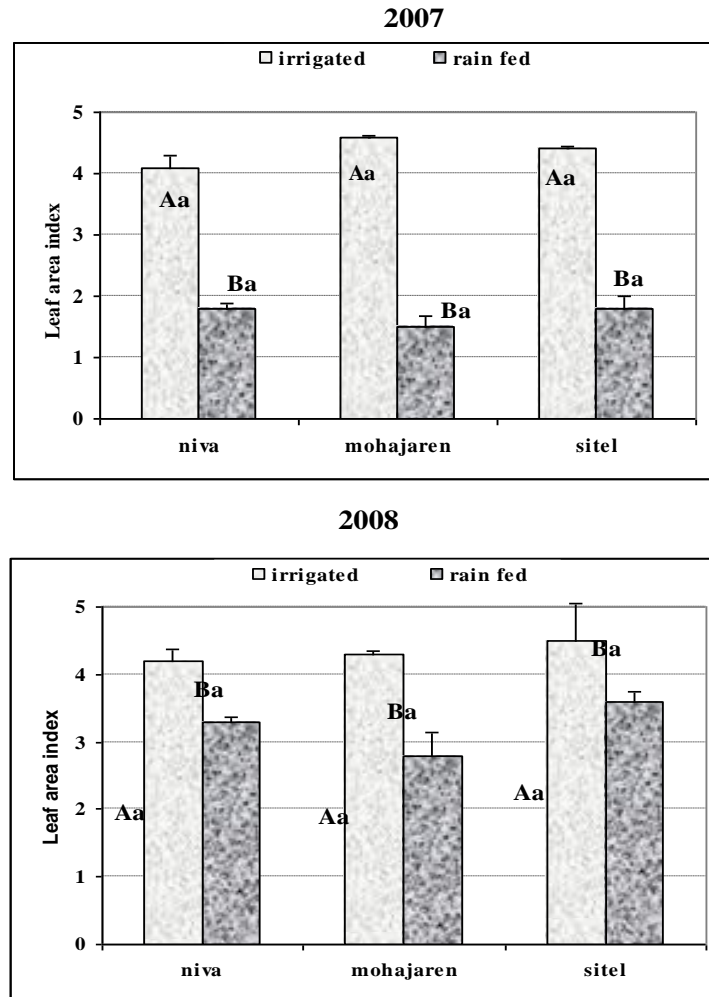 2007
irrigated rain fed
5
4
3
2
1
0
Leaf area index
Aa Ba Aa Ba Aa Ba
niva mohajaren sitel
2008
irrigated rain fed
5
4
3
2
1
0
Leaf area index
Aa Ba Aa Ba Aa Ba
niva mohajaren sitel